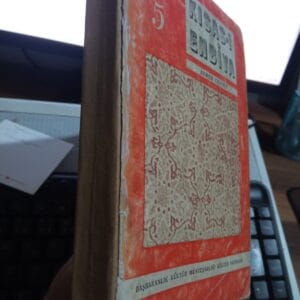 5
KISAS-I
ENBİYA
BAŞBAKANLIK KÜLTÜR MÜSTEŞARLIĞI KÜLTÜR YAYINLARI